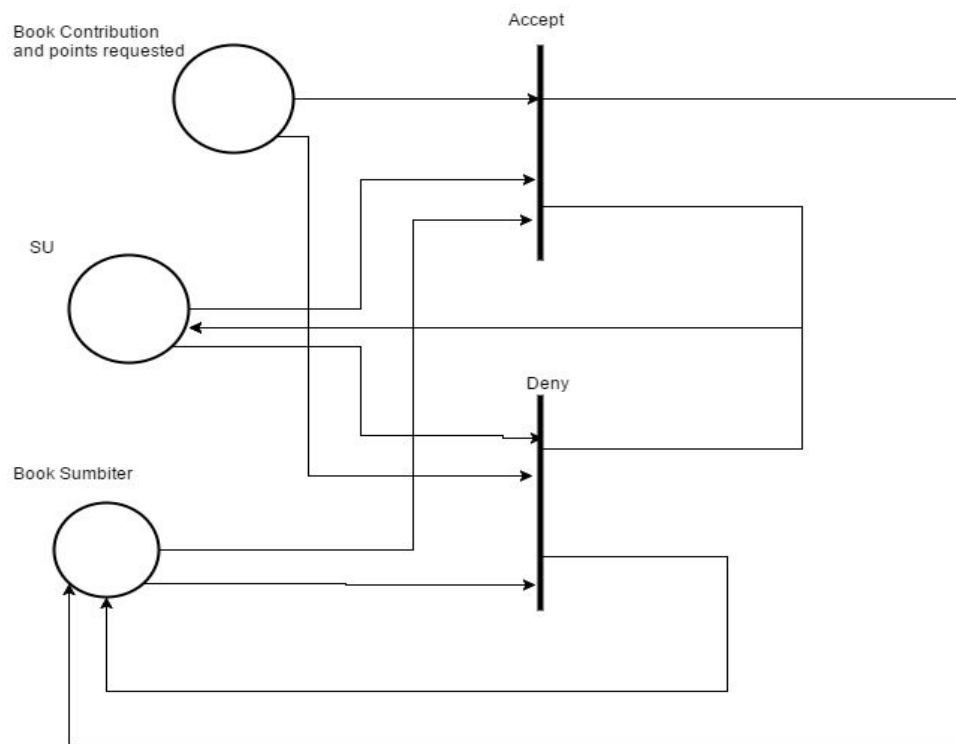 Accept
Book Contribution
and points requested
SU
Deny
Book Sumbiter